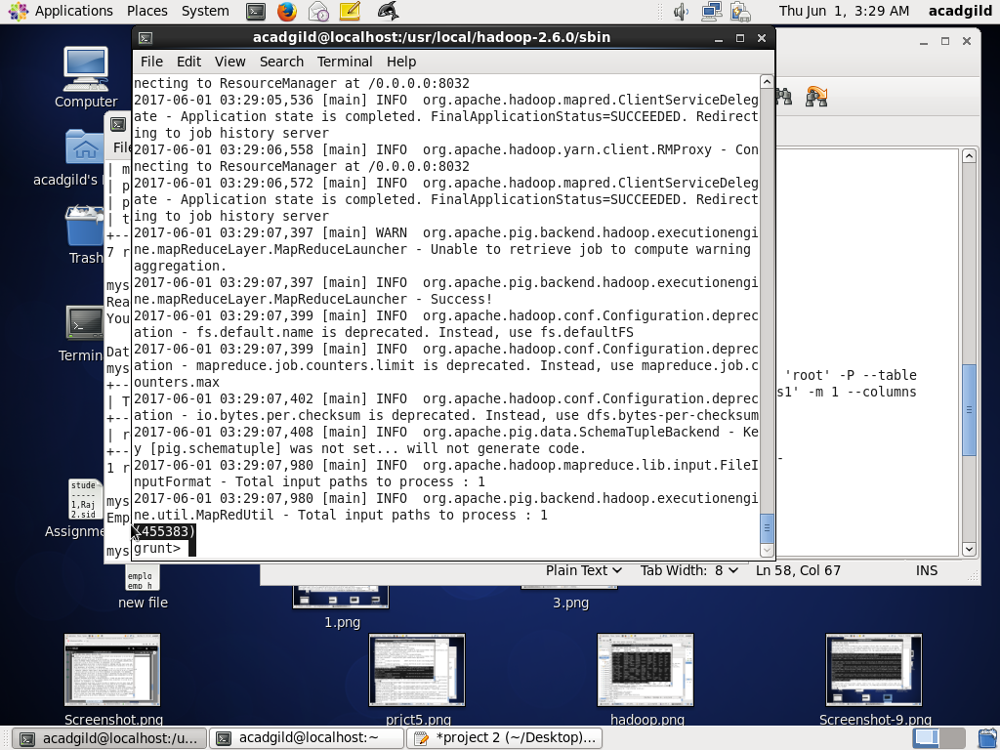 Applications Places System
Thu Jun 1, 3:29 AM acadgild
acadgild@localhost:/usr/local/hadoop-2.6.0/sbin
File Edit View Search Terminal Help
necting to ResourceManager at /0.0.0.0:8032
2017-06-01 03:29:05,536 [main] INFO  org.apache.hadoop.mapred.ClientServiceDeleg
ate - Application state is completed. FinalApplicationStatus=SUCCEEDED. Redirect
ing to job history server
2017-06-01 03:29:06,558 [main] INFO  org.apache.hadoop.yarn.client.RMProxy - Con
necting to ResourceManager at /0.0.0.0:8032
2017-06-01 03:29:06,572 [main] INFO  org.apache.hadoop.mapred.ClientServiceDeleg
ate - Application state is completed. FinalApplicationStatus=SUCCEEDED. Redirect
ing to job history server
2017-06-01 03:29:07,397 [main] WARN  org.apache.pig.backend.hadoop.executionengi
ne.mapReduceLayer.MapReduceLauncher - Unable to retrieve job to compute warning
aggregation.
2017-06-01 03:29:07,397 [main] INFO  org.apache.pig.backend.hadoop.executionengi
ne.mapReduceLayer.MapReduceLauncher - Success!
2017-06-01 03:29:07,399 [main] INFO  org.apache.hadoop.conf.Configuration.deprec
ation - fs.default.name is deprecated. Instead, use fs.defaultFS
2017-06-01 03:29:07,399 [main] INFO  org.apache.hadoop.conf.Configuration.deprec
ation - mapreduce.job.counters.limit is deprecated. Instead, use mapreduce.job.c
ounters.max
2017-06-01 03:29:07,402 [main] INFO  org.apache.hadoop.conf.Configuration.deprec
ation - io.bytes.per.checksum is deprecated. Instead, use dfs.bytes-per-checksum
2017-06-01 03:29:07,408 [main] INFO  org.apache.pig.data.SchemaTupleBackend - Ke
y [pig.schematuple] was not set... will not generate code.
2017-06-01 03:29:07,980 [main] INFO  org.apache.hadoop.mapreduce.lib.input.FileI
nputFormat - Total input paths to process : 1
2017-06-01 03:29:07,980 [main] INFO  org.apache.pig.backend.hadoop.executionengi
ne.util.MapRedUtil - Total input paths to process : 1
(455383)
grunt>
File
| m
| p
| p
| t
+--
7 r
mys
Rea
You
Dat
mys
+--
| T
+--
| r
+--
1 r
mys
Emp
mys
'root' -P --table
s1' -m 1 --columns
-
Plain Text Tab Width: 8 Ln 58, Col 67 INS
Computer
acadgild's
Trash
Termin
stude
-----
1,Raj
2.sid
Assignme
emplo
emp_h
new file
1.png
3.png
Screenshot.png
prjct5.png
hadoop.png
Screenshot-9.png
acadgild@localhost:/u...
acadgild@localhost:~
*project 2 (~/Desktop)...